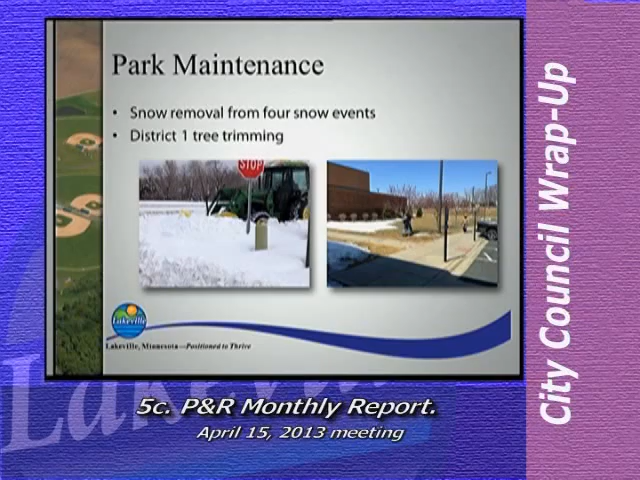 Park Maintenance
• Snow removal from four snow events
• District 1 tree trimming
STOP
Lakeville
Lakeville, Minnesota—Positioned to Thrive
5c. P&R Monthly Report.
April 15, 2013 meeting
City Council Wrap-Up